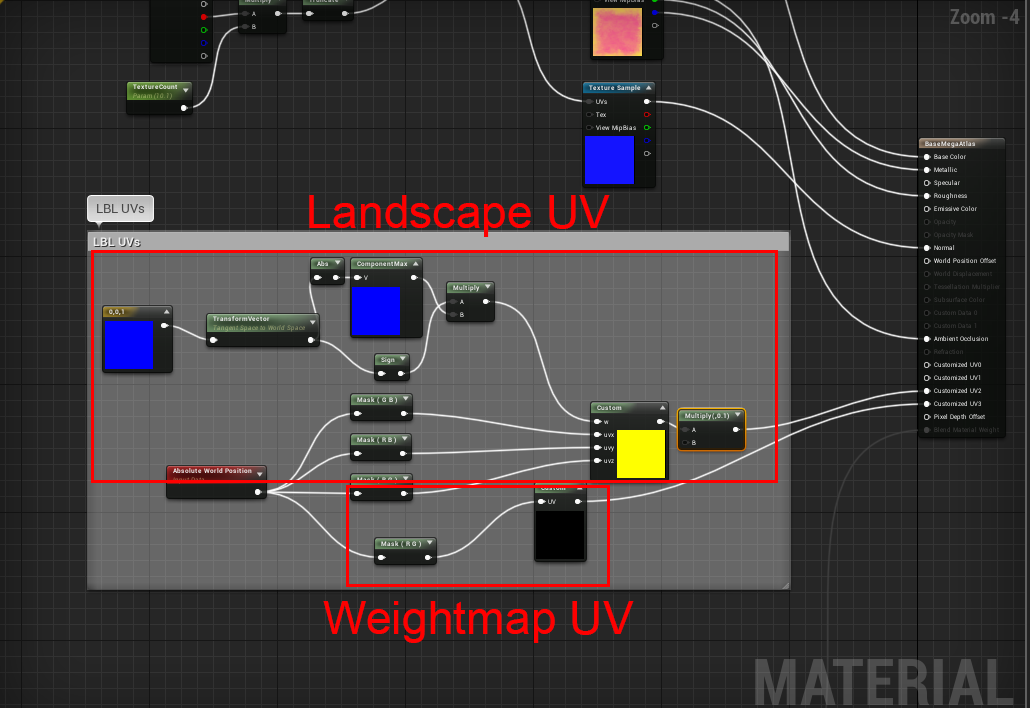 Zoom -4
Multiply
Truncate
A
B
TextureCount
Param (10.1)
View MipBias
Texture Sample
UVs
Tex
View MipBias
BaseMegaAtlas
Base Color
Metallic
Specular
Roughness
Emissive Color
Opacity
Opacity Mask
Normal
World Position Offset
World Displacement
Tessellation Multiplier
Subsurface Color
Custom Data 0
Custom Data 1
Ambient Occlusion
Refraction
Customized UV0
Customized UV1
Customized UV2
Customized UV3
Pixel Depth Offset
Blend Material Weight
LBL UVs
Landscape UV
LBL UVs
Abs
ComponentMax
V
Multiply
A
B
0,0,1
TransformVector
Tangent Space to World Space
Sign
Mask ( G B )
Mask ( R B )
Custom
w
uvx
uvy
uvz
Multiply(,0.1)
A
B
Absolute World Position
Input Data
Custom
UV
Mask ( R G )
Weightmap UV
MATERIAL